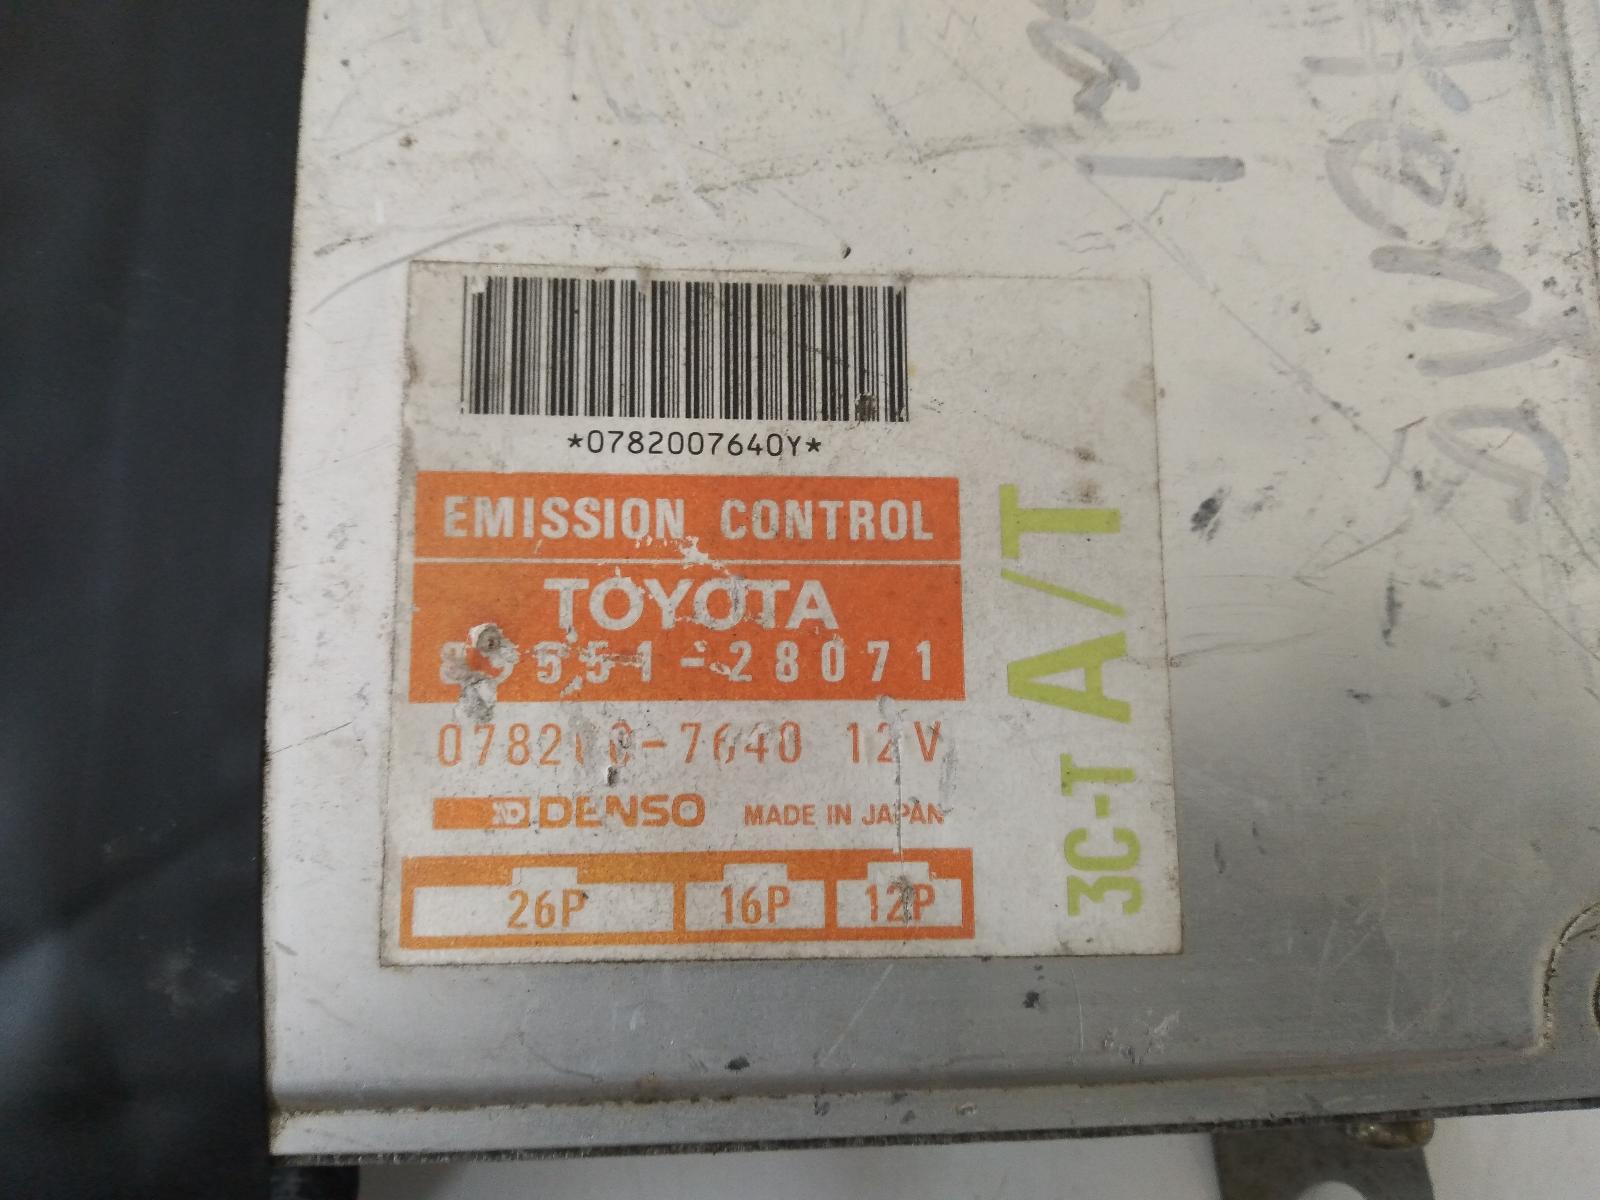 *0782007640Y*
EMISSION CONTROL
TOYOTA
89551-28071
078200-7640 12V
DENSO MADE IN JAPAN
26P 16P 12P
3C-T A/T